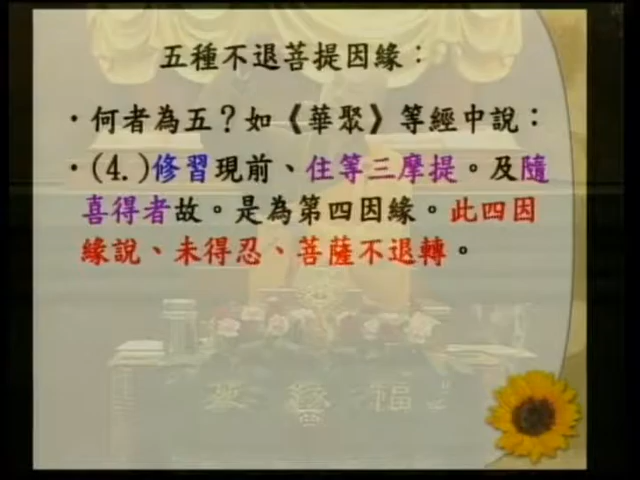 五種不退菩提因緣：
・何者為五？如《華聚》等經中說：
・(4.)修習現前、住等三摩提。及隨
喜得者故。是為第四因緣。此四因
緣說、未得忍、菩薩不退轉。
福